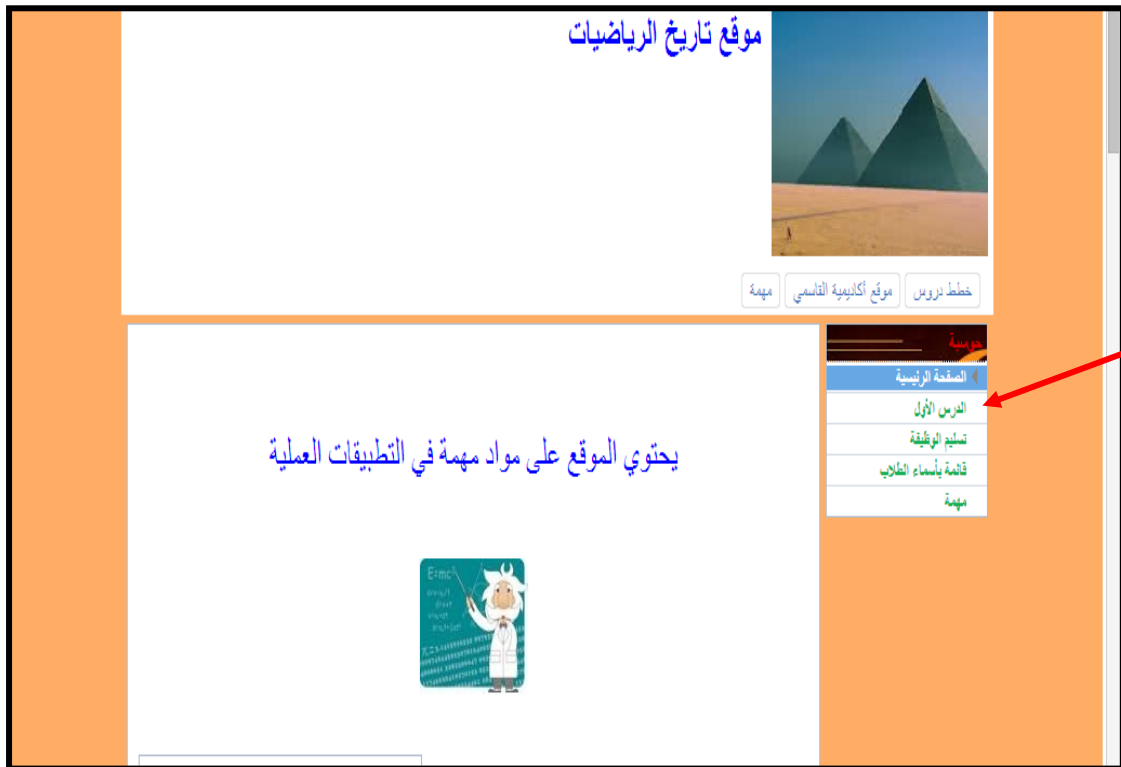 موقع تاريخ الرياضيات
خطط دروس
موقع أكاديمية القاسمي
مهمة
حوسبة
الصفحة الرئيسية
الدرس الأول
تسليم الوظيفة
قائمة بأسماء الطلاب
مهمة
يحتوي الموقع على مواد مهمة في التطبيقات العملية
E=mc²